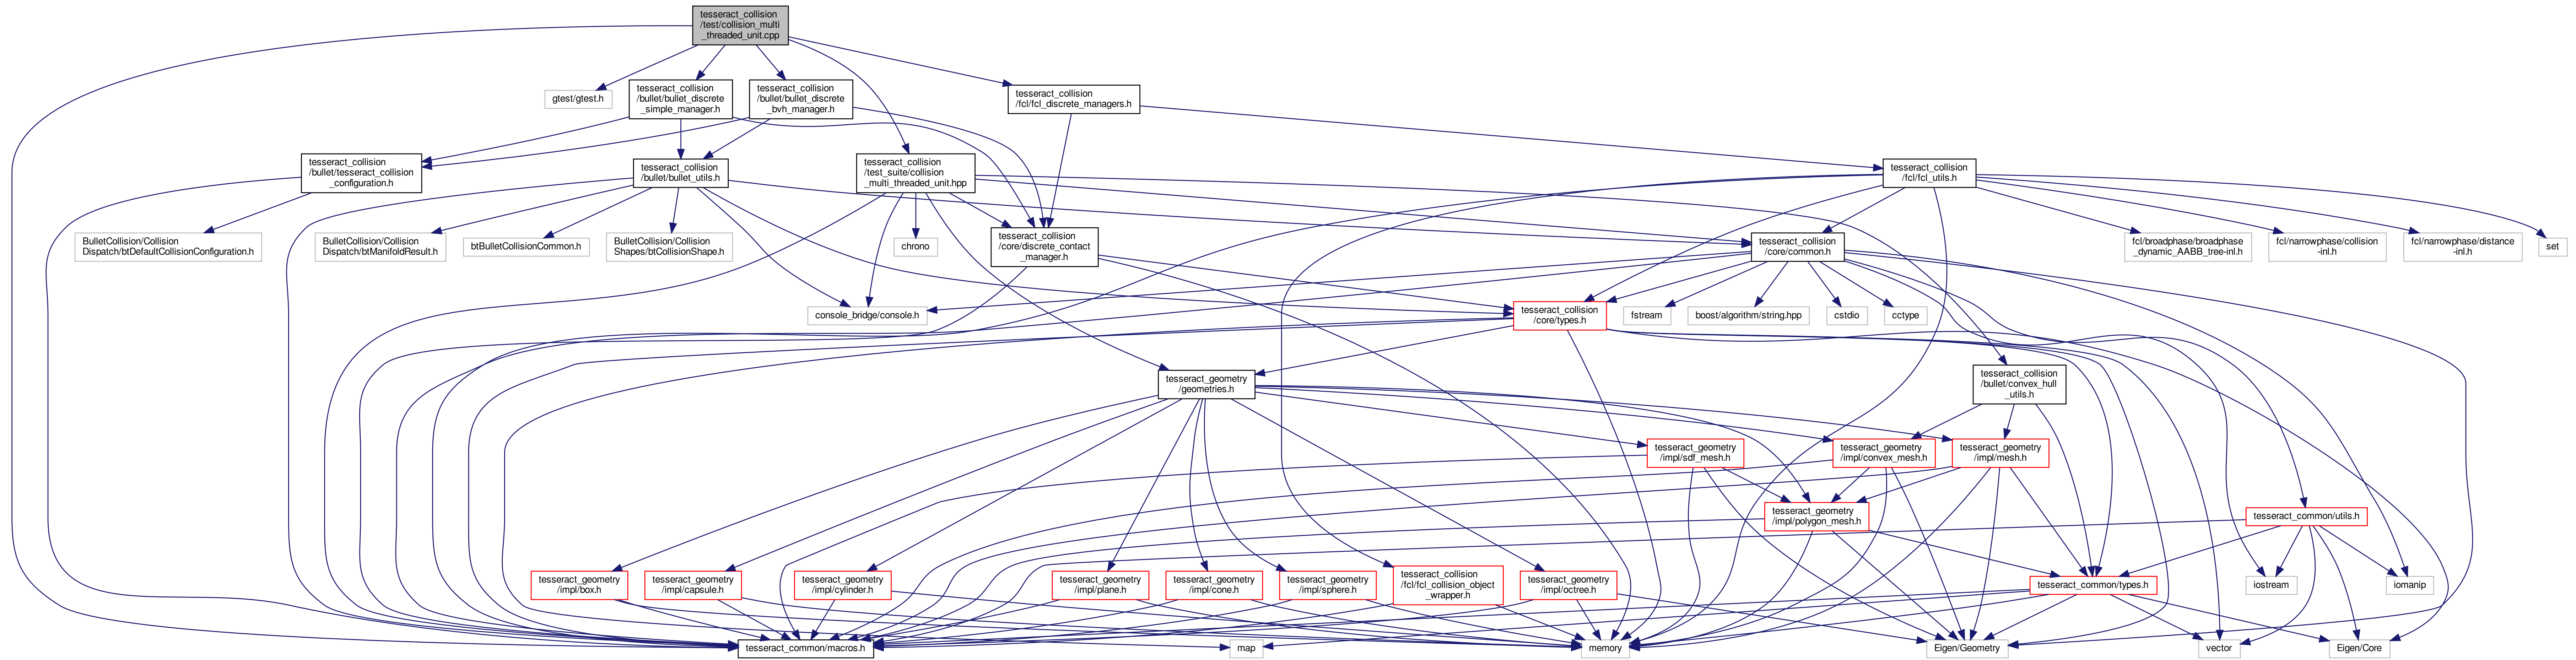 tesseract_collision
/test/collision_multi
_threaded_unit.cpp
gtest/gtest.h
tesseract_collision
/bullet/bullet_discrete
_simple_manager.h
tesseract_collision
/bullet/bullet_discrete
_bvh_manager.h
tesseract_collision
/fcl/fcl_discrete_managers.h
tesseract_collision
/bullet/tesseract_collision
_configuration.h
tesseract_collision
/bullet/bullet_utils.h
tesseract_collision
/test_suite/collision
_multi_threaded_unit.hpp
tesseract_collision
/fcl/fcl_utils.h
BulletCollision/Collision
Dispatch/btDefaultCollisionConfiguration.h
BulletCollision/Collision
Dispatch/btManifoldResult.h
btBulletCollisionCommon.h
BulletCollision/Collision
Shapes/btCollisionShape.h
chrono
tesseract_collision
/core/discrete_contact
_manager.h
tesseract_collision
/core/common.h
fcl/broadphase/broadphase
_dynamic_AABB_tree-inl.h
fcl/narrowphase/collision
-inl.h
fcl/narrowphase/distance
-inl.h
set
console_bridge/console.h
tesseract_collision
/core/types.h
fstream
boost/algorithm/string.hpp
cstdio
cctype
tesseract_geometry
/geometries.h
tesseract_collision
/bullet/convex_hull
_utils.h
tesseract_geometry
/impl/sdf_mesh.h
tesseract_geometry
/impl/convex_mesh.h
tesseract_geometry
/impl/mesh.h
tesseract_geometry
/impl/polygon_mesh.h
tesseract_common/utils.h
tesseract_geometry
/impl/box.h
tesseract_geometry
/impl/capsule.h
tesseract_geometry
/impl/cylinder.h
tesseract_geometry
/impl/plane.h
tesseract_geometry
/impl/cone.h
tesseract_geometry
/impl/sphere.h
tesseract_collision
/fcl/fcl_collision_object
_wrapper.h
tesseract_geometry
/impl/octree.h
tesseract_common/types.h
iostream
iomanip
tesseract_common/macros.h
map
memory
Eigen/Geometry
vector
Eigen/Core